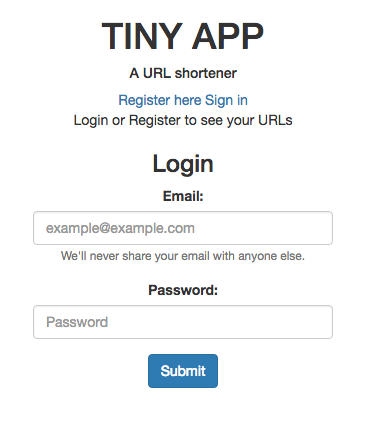 TINY APP
A URL shortener
Register here Sign in
Login or Register to see your URLs
Login
Email:
example@example.com
We'll never share your email with anyone else.
Password:
Password
Submit